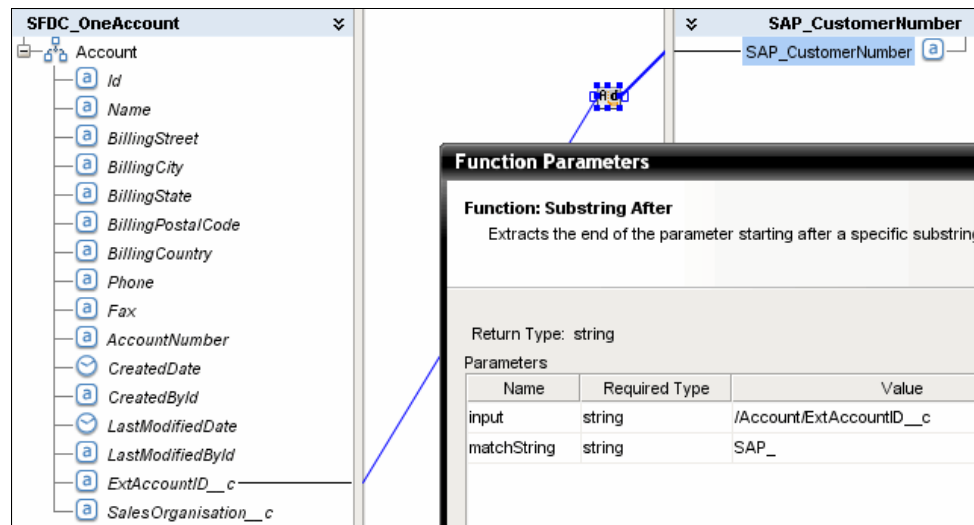 SFDC_OneAccount
Account
a Id
a Name
a BillingStreet
a BillingCity
a BillingState
a BillingPostalCode
a BillingCountry
a Phone
a Fax
a AccountNumber
CreatedDate
a CreatedById
LastModifiedDate
a LastModifiedById
a ExtAccountID__c
a SalesOrganisation__c
SAP_CustomerNumber
SAP_CustomerNumber a
Function Parameters
Function: Substring After
Extracts the end of the parameter starting after a specific substring
Return Type: string
Parameters
Name Required Type Value
input string /Account/ExtAccountID__c
matchString string SAP_